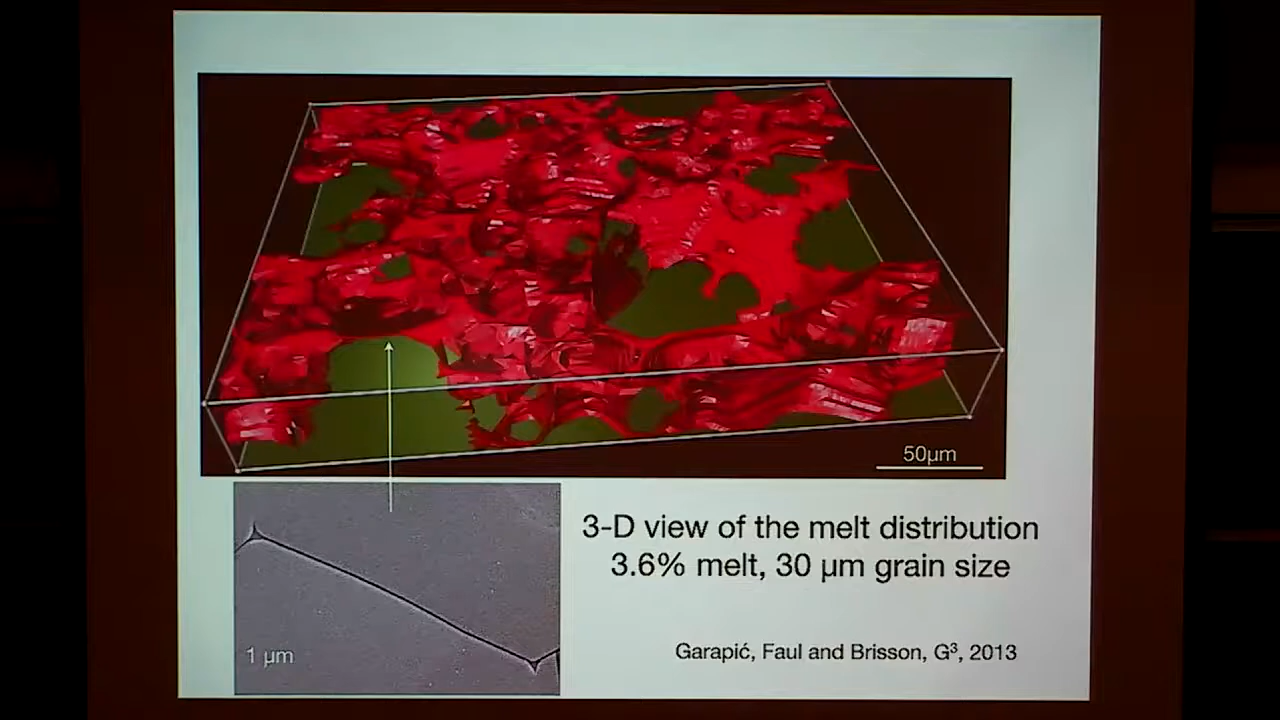 50µm
3-D view of the melt distribution
3.6% melt, 30 µm grain size
1 µm
Garapić, Faul and Brisson, G³, 2013